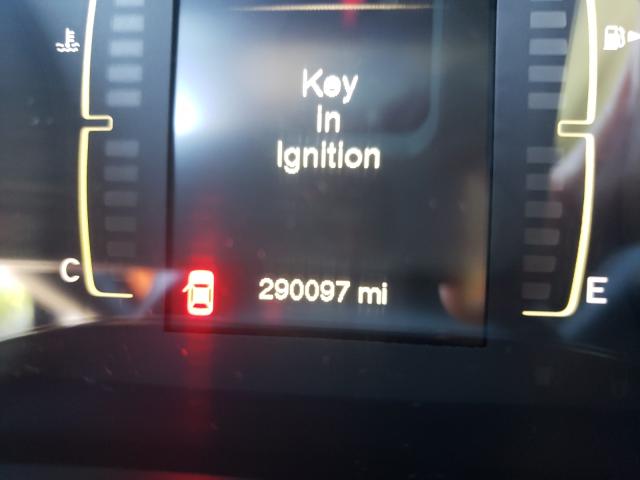 Key
in
Ignition
C
290097 mi
E